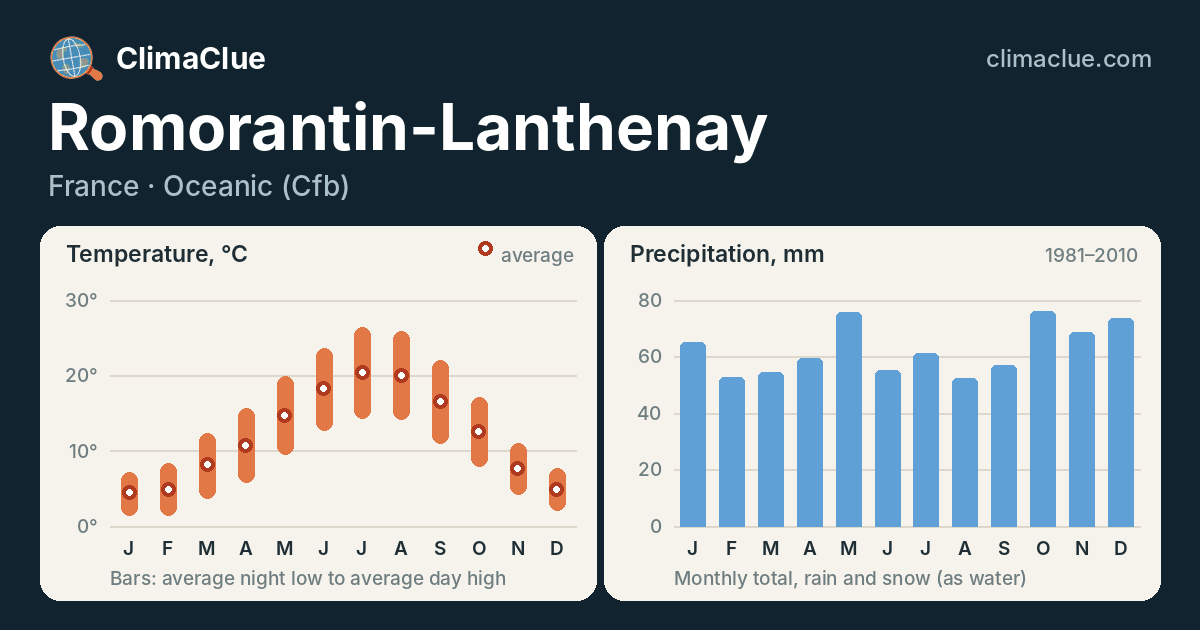 ClimaClue
climaclue.com
Romorantin-Lanthenay
France · Oceanic (Cfb)
Temperature, °C
average
30°
20°
10°
0°
J F M A M J J A S O N D
Bars: average night low to average day high
Precipitation, mm
1981–2010
80
60
40
20
0
J F M A M J J A S O N D
Monthly total, rain and snow (as water)